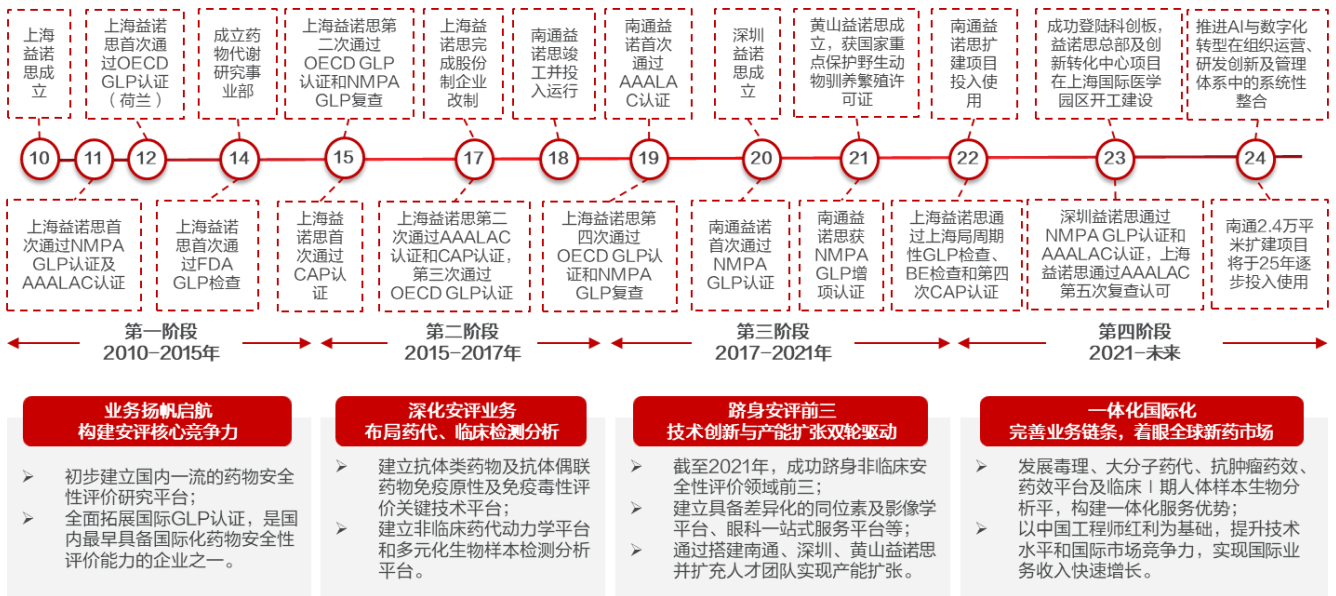 上海
益诺
思成
立
上海益诺
思首次通
过OECD
GLP认证
（荷兰）
成立药
物代谢
研究事
业部
上海益诺思第
二次通过
OECD GLP
认证和NMPA
GLP复查
上海益
诺思完
成股份
制企业
改制
南通益
诺思竣
工并投
入运行
南通益
诺首次
通过
AAALA
C认证
深圳
益诺
思成
立
黄山益诺思成
立，获国家重
点保护野生动
物驯养繁殖许
可证
南通益
诺思扩
建项目
投入使
用
成功登陆科创板，
益诺思总部及创
新转化中心项目
在上海国际医学
园区开工建设
推进AI与数字化
转型在组织运营、
研发创新及管理
体系中的系统性
整合
10
11
12
14
15
17
18
19
20
21
22
23
24
上海益诺思首
次通过NMPA
GLP认证及
AAALAC认证
上海益诺
思首次通
过FDA
GLP检查
上海益
诺思首
次通过
CAP认
证
上海益诺思第二
次通过AAALAC
认证和CAP认证，
第三次通过
OECD GLP认证
上海益诺思第
四次通过
OECD GLP认
证和NMPA
GLP复查
南通益诺
首次通过
NMPA
GLP认证
南通益
诺思获
NMPA
GLP增
项认证
上海益诺思通
过上海局周期
性GLP检查、
BE检查和第四
次CAP认证
深圳益诺思通过
NMPA GLP认证和
AAALAC认证，上海
益诺思通过AAALAC
第五次复查认可
南通2.4万平
米扩建项目
将于25年逐
步投入使用
第一阶段
2010-2015年
第二阶段
2015-2017年
第三阶段
2017-2021年
第四阶段
2021-未来
业务扬帆启航
构建安评核心竞争力
➢ 初步建立国内一流的药物安全
性评价研究平台；
➢ 全面拓展国际GLP认证，是国
内最早具备国际化药物安全性
评价能力的企业之一。
深化安评业务
布局药代、临床检测分析
➢ 建立抗体类药物及抗体偶联
药物免疫原性及免疫毒性评
价关键技术平台；
➢ 建立非临床药代动力学平台
和多元化生物样本检测分析
平台。
跻身安评前三
技术创新与产能扩张双轮驱动
➢ 截至2021年，成功跻身非临床安
全性评价领域前三；
➢ 建立具备差异化的同位素及影像学
平台、眼科一站式服务平台等；
➢ 通过搭建南通、深圳、黄山益诺思
并扩充人才团队实现产能扩张。
一体化国际化
完善业务链条，着眼全球新药市场
➢ 发展毒理、大分子药代、抗肿瘤药效、
药效平台及临床Ⅰ期人体样本生物分
析平，构建一体化服务优势；
➢ 以中国工程师红利为基础，提升技术
水平和国际市场竞争力，实现国际业
务收入快速增长。